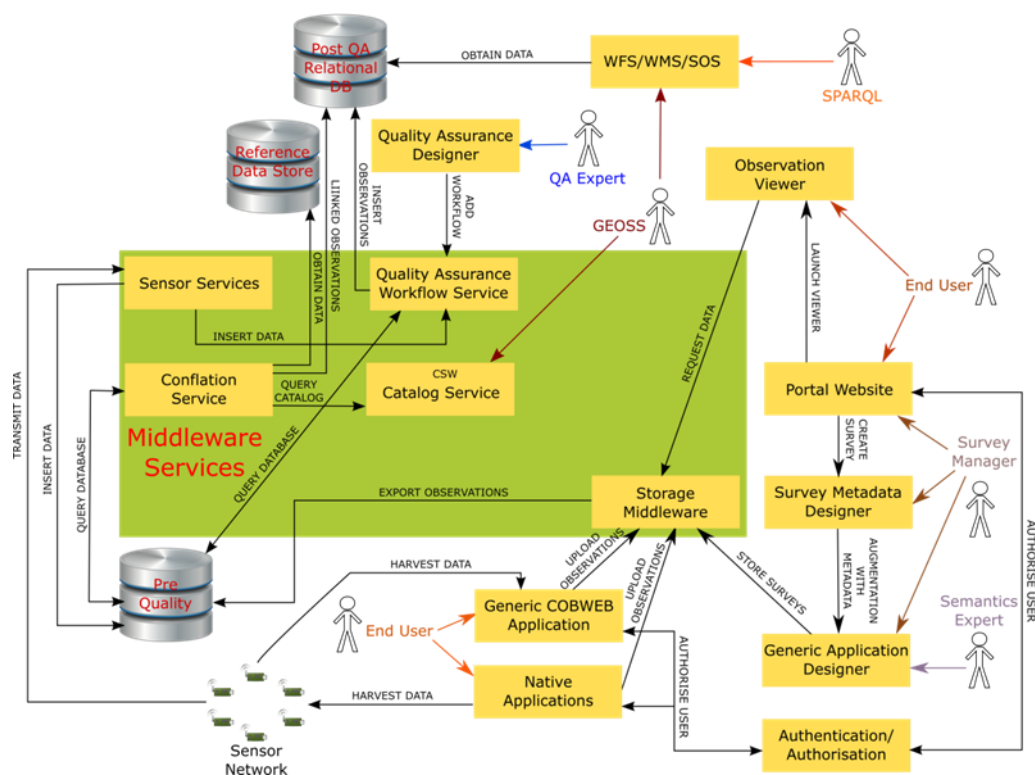 Post QA
Relational
DB
OBTAIN DATA
WFS/WMS/SOS
SPARQL
Reference
Data Store
Quality Assurance
Designer
QA Expert
Observation
Viewer
LIINKED OBSERVATIONS
INSERT
OBSERVATIONS
ADD
WORKFLOW
GEOSS
LAUNCH VIEWER
End User
Sensor Services
OBTAIN DATA
Quality Assurance
Workflow Service
REQUEST DATA
INSERT DATA
Conflation
Service
QUERY
CATALOG
CSW
Catalog Service
Portal Website
TRANSMIT DATA
INSERT DATA
QUERY DATABASE
Middleware
Services
QUERY DATABASE
CREATE
SURVEY
Survey
Manager
EXPORT OBSERVATIONS
Storage
Middleware
Survey Metadata
Designer
AUTHORISE USER
Pre
Quality
HARVEST DATA
UPLOAD
OBSERVATIONS
UPLOAD
OBSERVATIONS
STORE SURVEYS
AUGMENTATION
WITH
METADATA
Generic COBWEB
Application
End User
Semantics
Expert
Generic Application
Designer
Native
Applications
HARVEST DATA
AUTHORISE USER
Sensor
Network
Authentication/
Authorisation